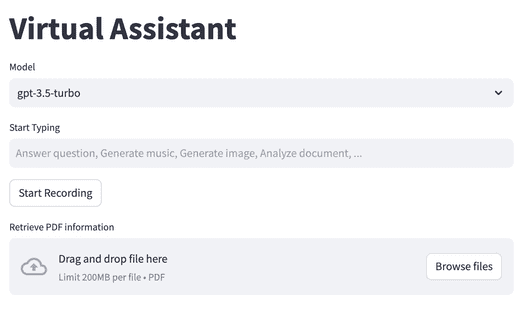 Virtual Assistant
Model
gpt-3.5-turbo
Start Typing
Answer question, Generate music, Generate image, Analyze document, ...
Start Recording
Retrieve PDF information
Drag and drop file here
Limit 200MB per file • PDF
Browse files